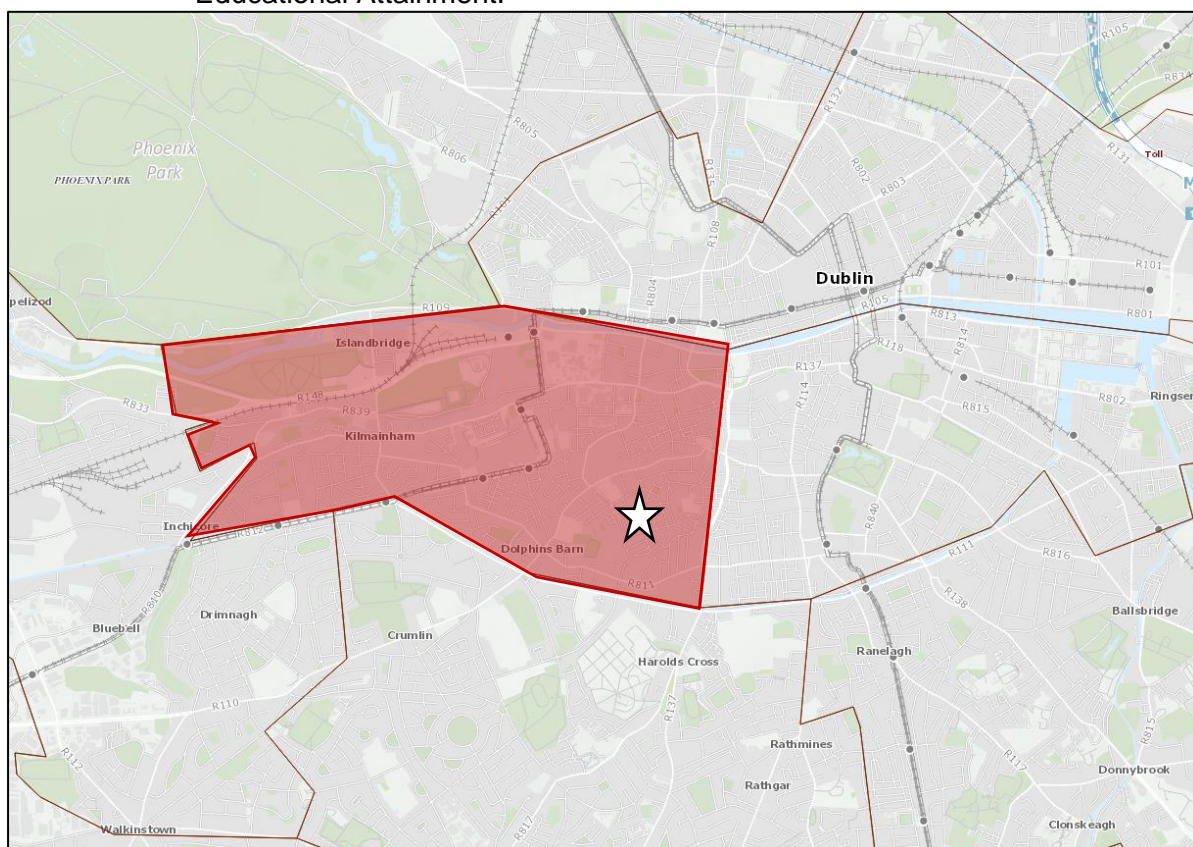 Educational Attainment.
R105
R834
R132
R805
R131
Toll
Phoenix
Park
R806
R135
R802
PHOENIX PARK
R803
M
R101
R108
R101
Dublin
pelizod
R109
R804
R105
R801
R813
Islandbridge
R118
R814
R137
R148
R114
R802
Ringsen
R833
R839
R815
Kilmainham
Inchicore
R812
Dolphins Barn
R840
R111
R816
R811
R810
R138
Drimnagh
Ballsbridge
Bluebell
Crumlin
Ranelagh
Harolds Cross
R110
R137
R815
R112
Rathmines
R117
Donnybrook
Rathgar
Walkinstown
R817
Clonskeagh